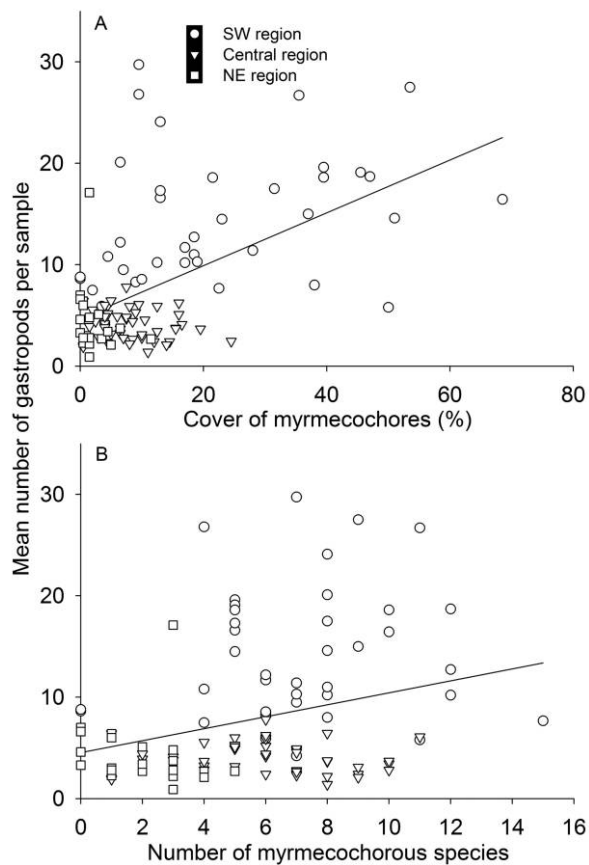 A
SW region
Central region
NE region
30
20
10
0
0 20 40 60 80
Cover of myrmecochores (%)
Mean number of gastropods per sample
B
30
20
10
0
0 2 4 6 8 10 12 14 16
Number of myrmecochorous species